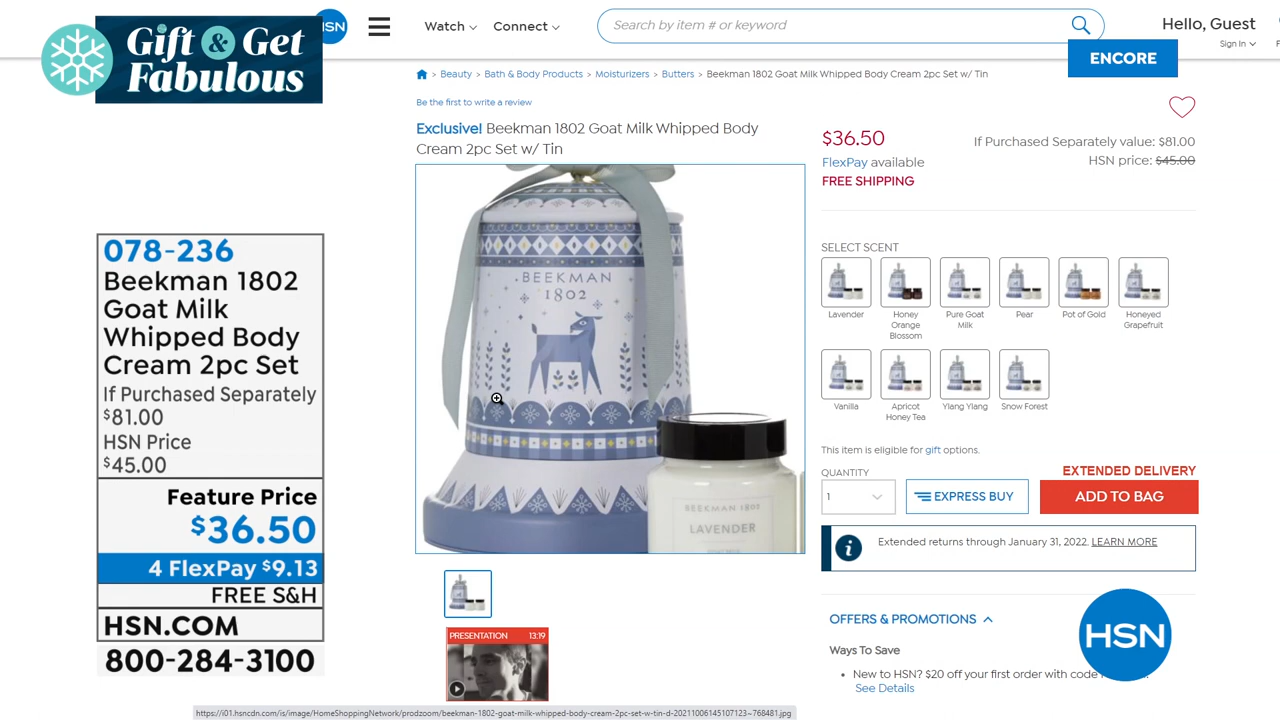 Gift & Get
Fabulous
HSN
Watch
Connect
Search by item # or keyword
Hello, Guest
Sign In
ENCORE
> Beauty > Bath & Body Products > Moisturizers > Butters > Beekman 1802 Goat Milk Whipped Body Cream 2pc Set w/ Tin
Be the first to write a review
Exclusive! Beekman 1802 Goat Milk Whipped Body
Cream 2pc Set w/ Tin
$36.50
If Purchased Separately value: $81.00
FlexPay available
HSN price: $45.00
FREE SHIPPING
078-236
Beekman 1802
Goat Milk
Whipped Body
Cream 2pc Set
If Purchased Separately
$81.00
HSN Price
$45.00
Feature Price
$36.50
4 FlexPay $9.13
FREE S&H
HSN.COM
800-284-3100
BEEKMAN
1802
BEEKMAN 1802
LAVENDER
SELECT SCENT
Lavender
Honey
Orange
Blossom
Pure Goat
Milk
Pear
Pot of Gold
Honeyed
Grapefruit
Vanilla
Apricot
Honey Tea
Ylang Ylang
Snow Forest
This item is eligible for gift options.
QUANTITY
EXTENDED DELIVERY
1
EXPRESS BUY
ADD TO BAG
i
Extended returns through January 31, 2022. LEARN MORE
OFFERS & PROMOTIONS
HSN
Ways To Save
New to HSN? $20 off your first order with code
See Details
PRESENTATION 13:19
https://i01.hsncdn.com/is/image/HomeShoppingNetwork/prodzoom/beekman-1802-goat-milk-whipped-body-cream-2pc-set-w-tin-d-20211006145107123~768481.jpg